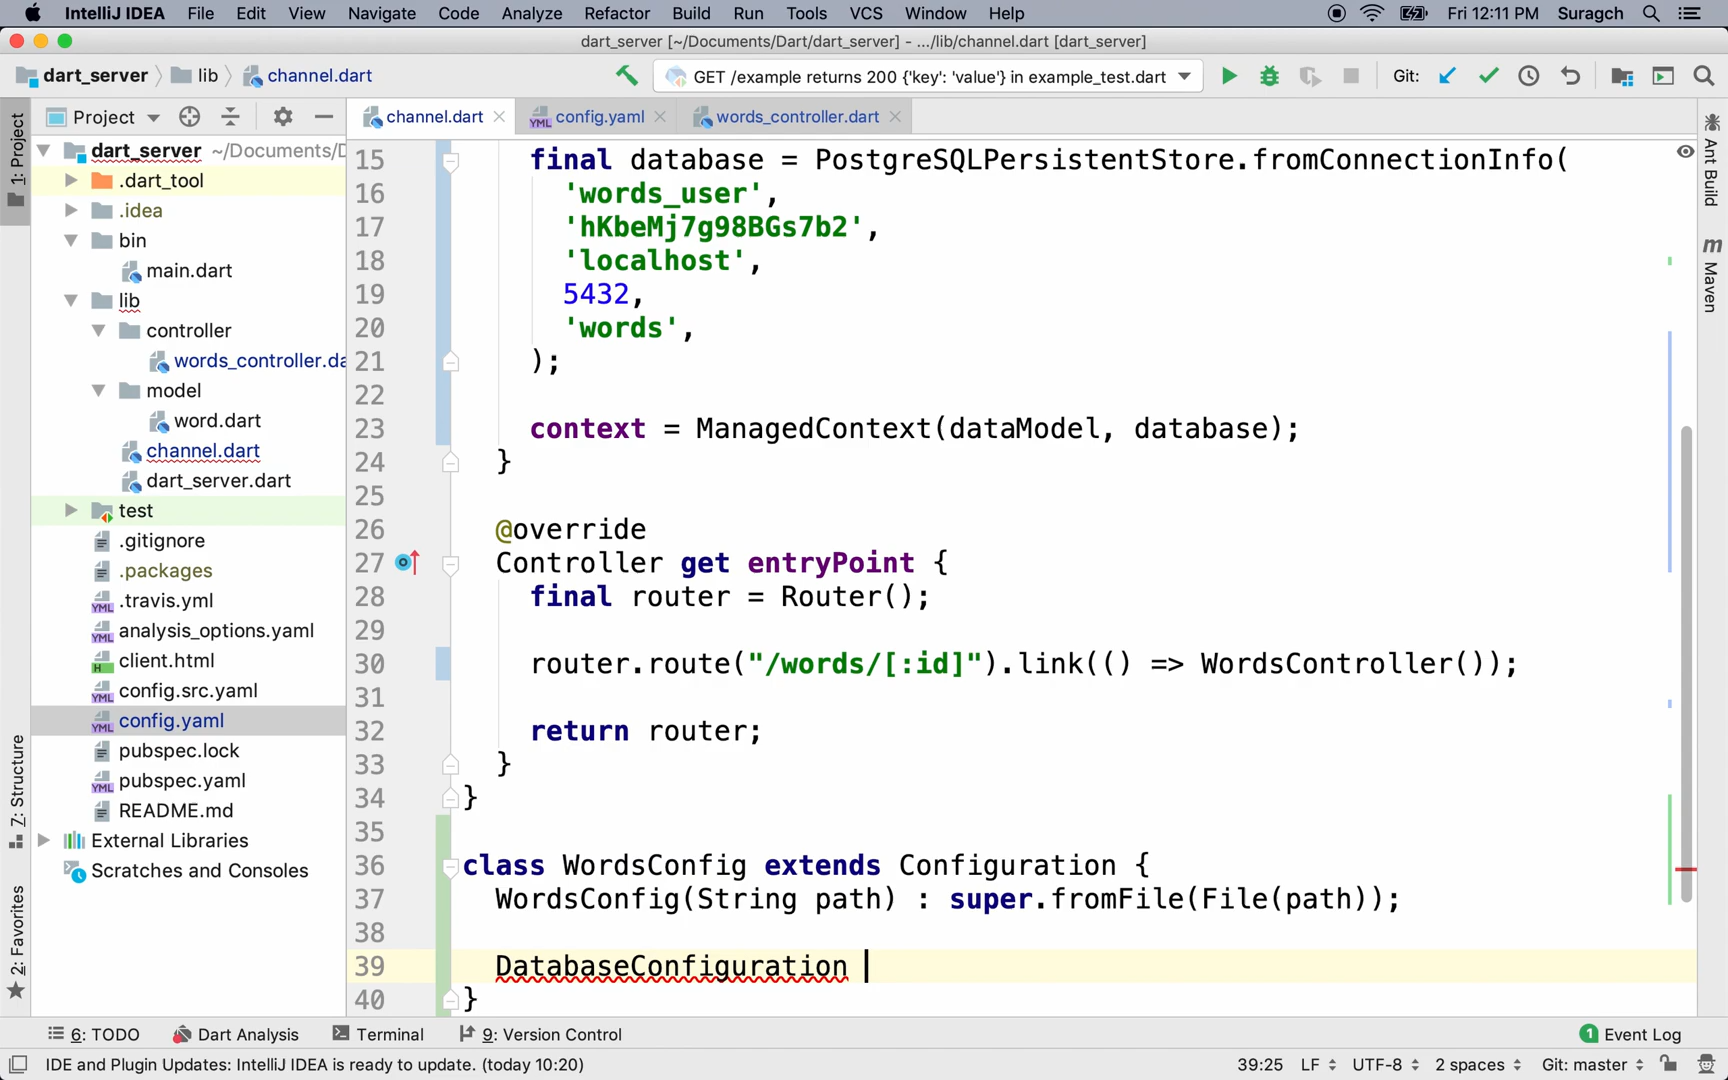 IntelliJ IDEA File Edit View Navigate Code Analyze Refactor Build Run Tools VCS Window Help Fri 12:11 PM Suragch
dart_server [~/Documents/Dart/dart_server] - .../lib/channel.dart [dart_server]
dart_server lib channel.dart GET /example returns 200 {'key': 'value'} in example_test.dart Git:
Project channel.dart config.yaml words_controller.dart
1: Project
7: Structure
2: Favorites
dart_server ~/Documents/D
.dart_tool
.idea
bin
main.dart
lib
controller
words_controller.da
model
word.dart
channel.dart
dart_server.dart
test
.gitignore
.packages
.travis.yml
analysis_options.yaml
client.html
config.src.yaml
config.yaml
pubspec.lock
pubspec.yaml
README.md
External Libraries
Scratches and Consoles
15 final database = PostgreSQLPersistentStore.fromConnectionInfo(
16 'words_user',
17 'hKbeMj7g98BGs7b2',
18 'localhost',
19 5432,
20 'words',
21 );
22
23 context = ManagedContext(dataModel, database);
24 }
25
26 @override
27 Controller get entryPoint {
28 final router = Router();
29
30 router.route("/words/[:id]").link(() => WordsController());
31
32 return router;
33 }
34 }
35
36 class WordsConfig extends Configuration {
37 WordsConfig(String path) : super.fromFile(File(path));
38
39 DatabaseConfiguration
40 }
Ant Build
m Maven
6: TODO Dart Analysis Terminal 9: Version Control 1 Event Log
IDE and Plugin Updates: IntelliJ IDEA is ready to update. (today 10:20) 39:25 LF UTF-8 2 spaces Git: master